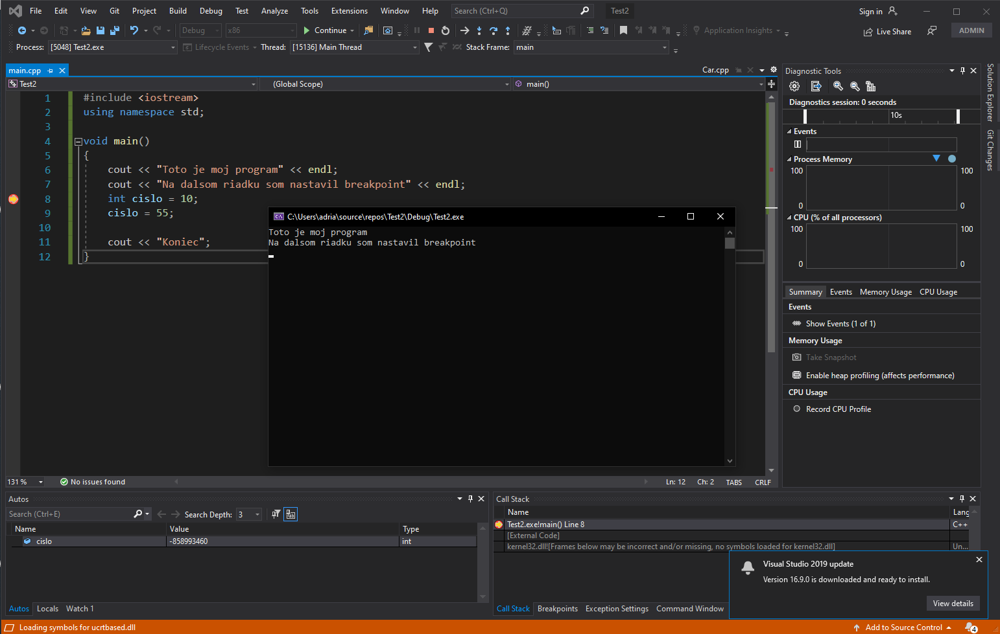 File Edit View Git Project Build Debug Test Analyze Tools Extensions Window Help Search (Ctrl+Q) Test2 Sign in
Debug x86 Continue Application Insights Live Share ADMIN
Process: [5048] Test2.exe Lifecycle Events Thread: [15136] Main Thread Stack Frame: main
main.cpp Car.cpp
Test2 (Global Scope) main()
1 #include <iostream>
2 using namespace std;
3
4 void main()
5 {
6 cout << "Toto je moj program" << endl;
7 cout << "Na dalsom riadku som nastavil breakpoint" << endl;
8 int cislo = 10;
9 cislo = 55;
10
11 cout << "Koniec";
12 }
C:\Users\adria\source\repos\Test2\Debug\Test2.exe
Toto je moj program
Na dalsom riadku som nastavil breakpoint
131 % No issues found Ln: 12 Ch: 2 TABS CRLF
Diagnostic Tools
Diagnostics session: 0 seconds
10s
Events
Process Memory
100 100
0 0
CPU (% of all processors)
100 100
0 0
Summary Events Memory Usage CPU Usage
Events
Show Events (1 of 1)
Memory Usage
Take Snapshot
Enable heap profiling (affects performance)
CPU Usage
Record CPU Profile
Solution Explorer
Git Changes
Autos
Search (Ctrl+E) Search Depth: 3
Name Value Type
cislo -858993460 int
Autos Locals Watch 1
Call Stack
Name Lang
Test2.exe!main() Line 8 C++
[External Code]
kernel32.dll![Frames below may be incorrect and/or missing, no symbols loaded for kernel32.dll] Un...
Call Stack Breakpoints Exception Settings Command Window
Visual Studio 2019 update
Version 16.9.0 is downloaded and ready to install.
View details
Loading symbols for ucrtbased.dll Add to Source Control 4